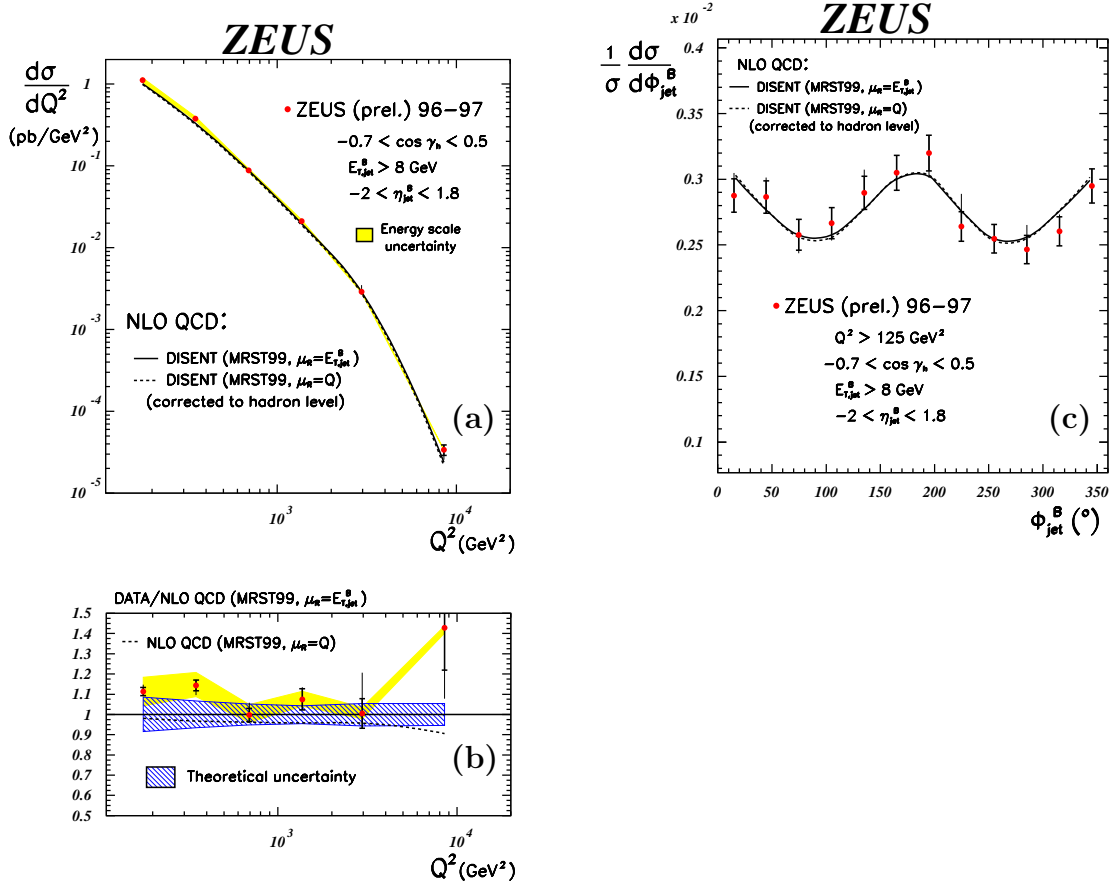 ZEUS
dσ
dQ²
(pb/GeV²)
1
10⁻¹
10⁻²
10⁻³
10⁻⁴
10⁻⁵
ZEUS (prel.) 96−97
−0.7 < cos γₕ < 0.5
E^B_T,jet > 8 GeV
−2 < η^B_jet < 1.8
Energy scale
uncertainty
NLO QCD:
DISENT (MRST99, μ_R=E^B_T,jet)
DISENT (MRST99, μ_R=Q)
(corrected to hadron level)
(a)
10³
10⁴
Q² (GeV²)
DATA/NLO QCD (MRST99, μ_R=E^B_T,jet)
1.5
1.4
1.3
1.2
1.1
1
0.9
0.8
0.7
0.6
0.5
NLO QCD (MRST99, μ_R=Q)
Theoretical uncertainty
(b)
10³
10⁴
Q² (GeV²)
ZEUS
x 10⁻²
1 dσ
σ dϕ^B_jet
0.4
0.35
0.3
0.25
0.2
0.15
0.1
NLO QCD:
DISENT (MRST99, μ_R=E^B_T,jet)
DISENT (MRST99, μ_R=Q)
(corrected to hadron level)
ZEUS (prel.) 96−97
Q² > 125 GeV²
−0.7 < cos γₕ < 0.5
E^B_T,jet > 8 GeV
−2 < η^B_jet < 1.8
(c)
0 50 100 150 200 250 300 350
ϕ^B_jet (°)